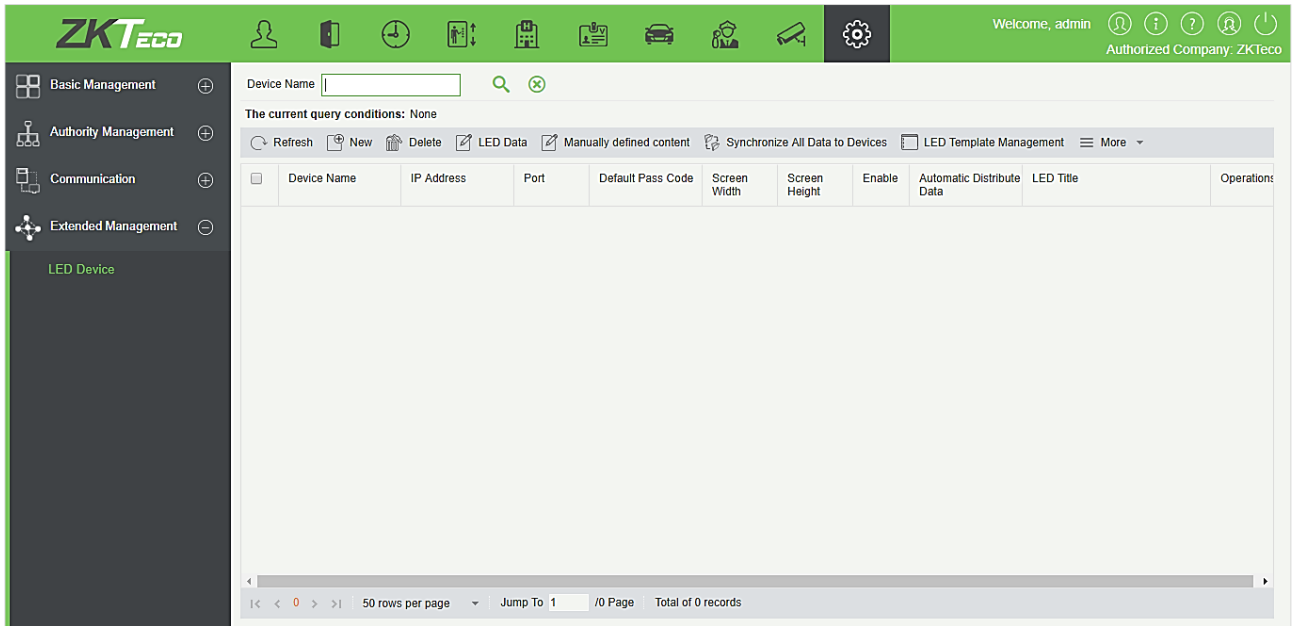 ZKTeco
Welcome, admin
Authorized Company: ZKTeco
Basic Management
Authority Management
Communication
Extended Management
LED Device
Device Name
The current query conditions: None
Refresh New Delete LED Data Manually defined content Synchronize All Data to Devices LED Template Management More
Device Name IP Address Port Default Pass Code Screen Width Screen Height Enable Automatic Distribute Data LED Title Operations
0 50 rows per page Jump To 1 /0 Page Total of 0 records